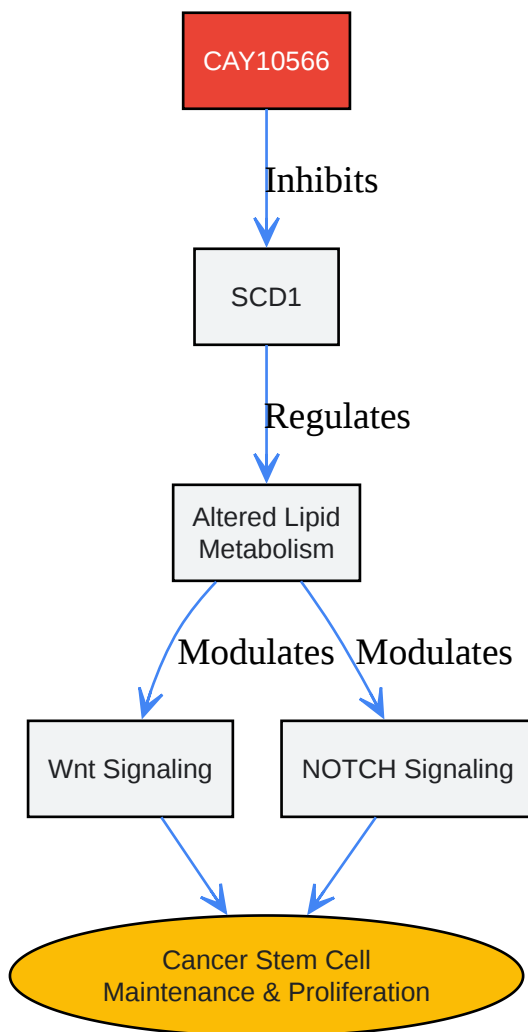 CAY10566
Inhibits
SCD1
Regulates
Altered Lipid
Metabolism
Modulates
Modulates
Wnt Signaling
NOTCH Signaling
Cancer Stem Cell
Maintenance & Proliferation